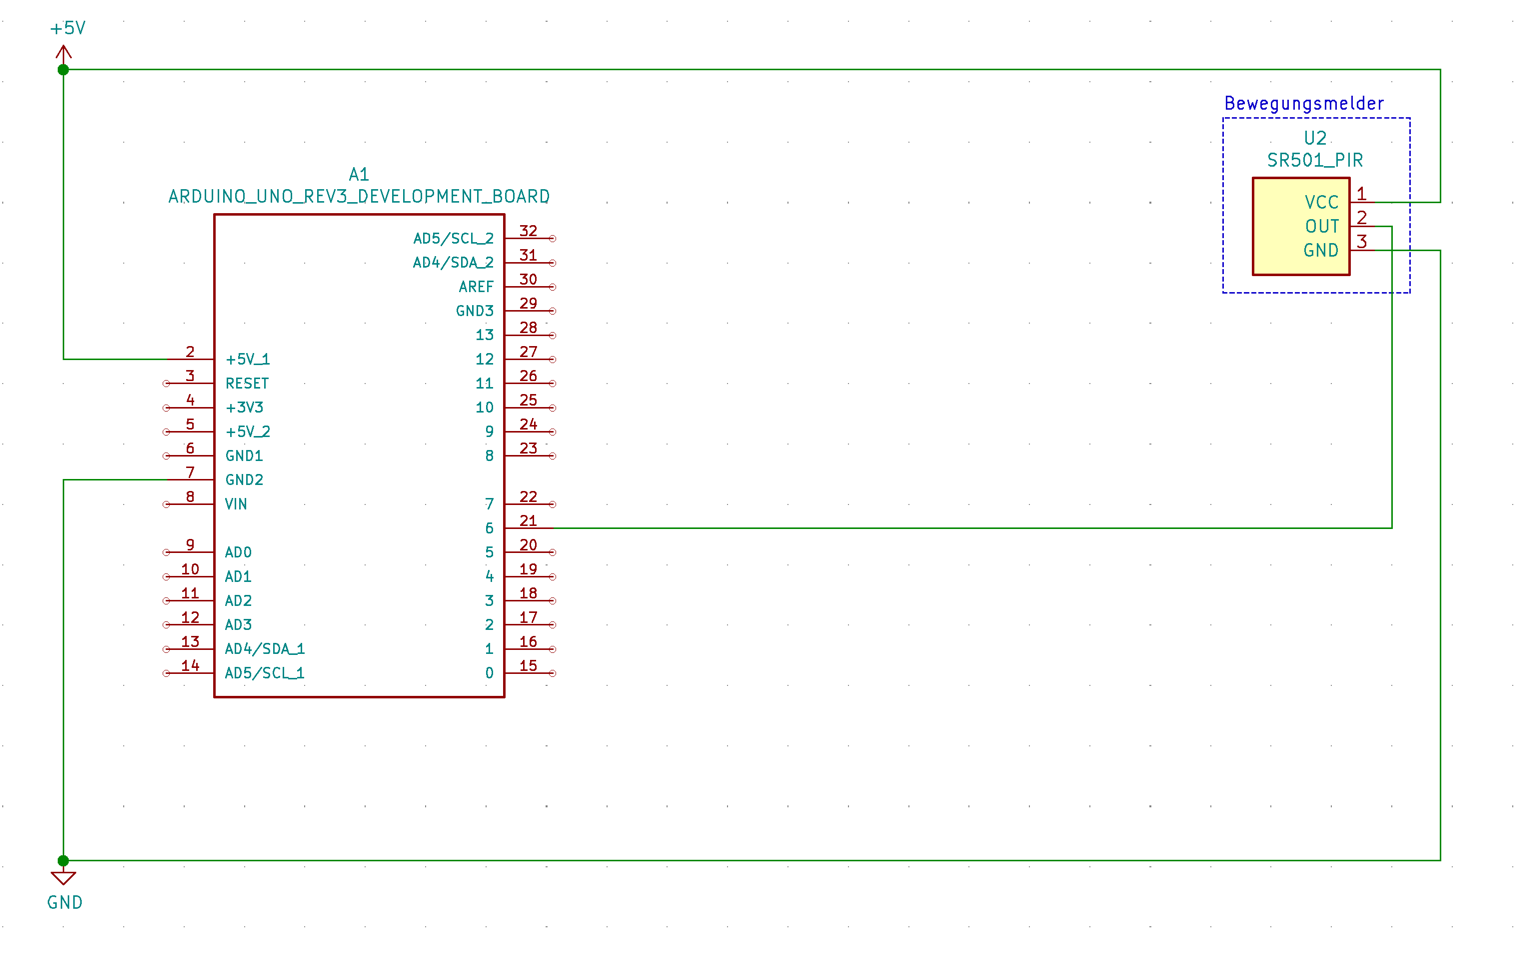 +5V
Bewegungsmelder
U2
SR501_PIR
VCC 1
OUT 2
GND 3
A1
ARDUINO_UNO_REV3_DEVELOPMENT_BOARD
AD5/SCL_2 32
AD4/SDA_2 31
AREF 30
GND3 29
13 28
2 +5V_1 12 27
3 RESET 11 26
4 +3V3 10 25
5 +5V_2 9 24
6 GND1 8 23
7 GND2
8 VIN 7 22
6 21
9 AD0 5 20
10 AD1 4 19
11 AD2 3 18
12 AD3 2 17
13 AD4/SDA_1 1 16
14 AD5/SCL_1 0 15
GND